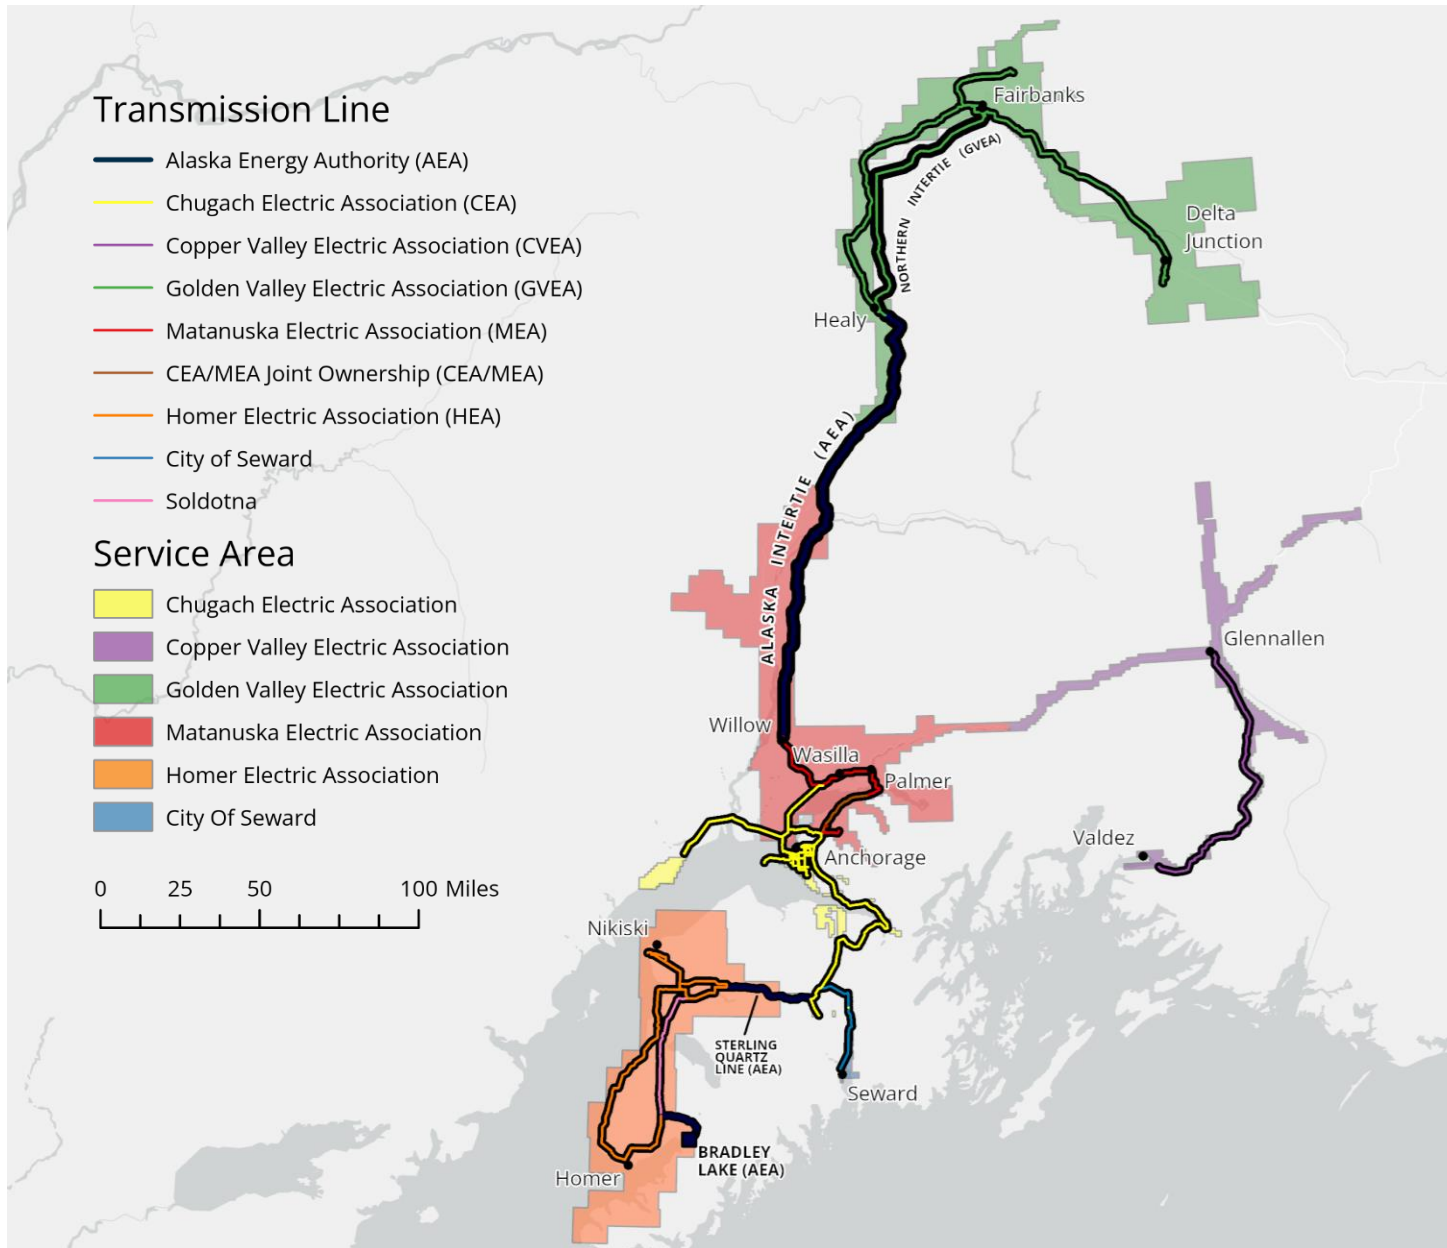 Transmission Line
Alaska Energy Authority (AEA)
Chugach Electric Association (CEA)
Copper Valley Electric Association (CVEA)
Golden Valley Electric Association (GVEA)
Matanuska Electric Association (MEA)
CEA/MEA Joint Ownership (CEA/MEA)
Homer Electric Association (HEA)
City of Seward
Soldotna
Service Area
Chugach Electric Association
Copper Valley Electric Association
Golden Valley Electric Association
Matanuska Electric Association
Homer Electric Association
City Of Seward
0 25 50 100 Miles
Fairbanks
NORTHERN INTERTIE (GVEA)
Delta
Junction
Healy
ALASKA INTERTIE (AEA)
Glennallen
Willow
Wasilla
Palmer
Valdez
Anchorage
Nikiski
STERLING
QUARTZ
LINE (AEA)
Seward
BRADLEY
LAKE (AEA)
Homer